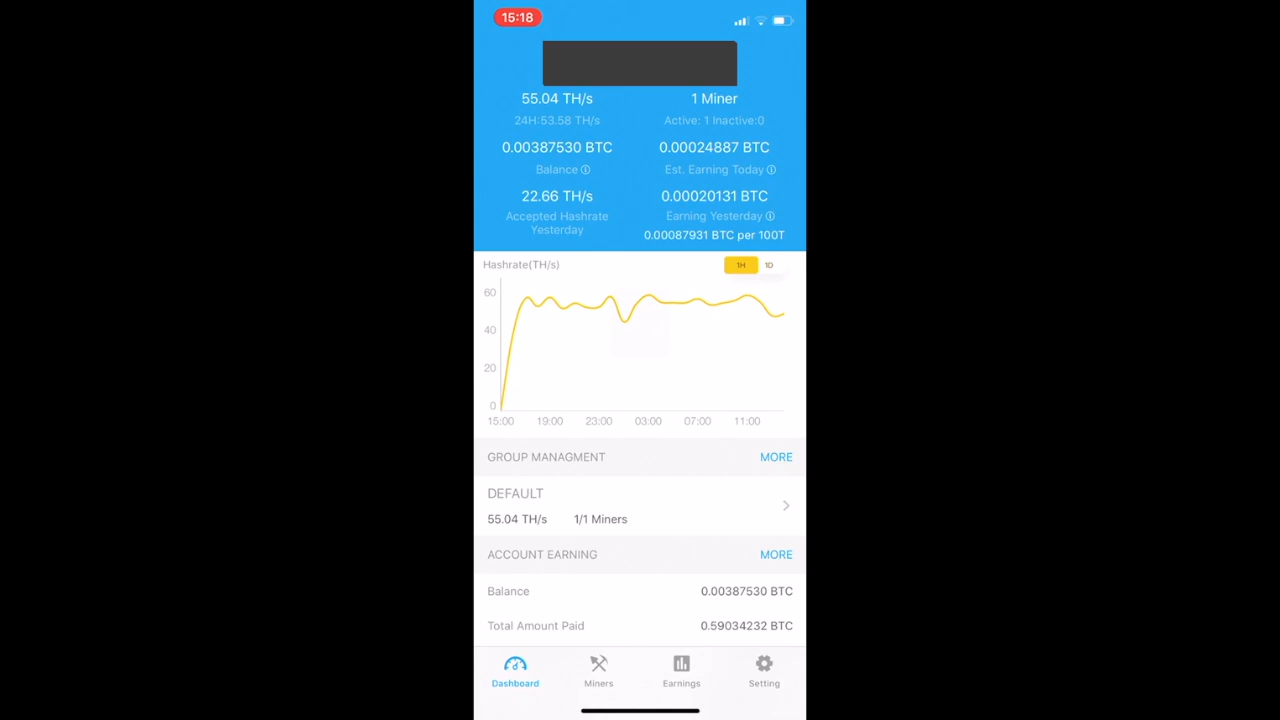 15:18
55.04 TH/s
1 Miner
24H:53.58 TH/s
Active: 1 Inactive:0
0.00387530 BTC
0.00024887 BTC
Balance
Est. Earning Today
22.66 TH/s
0.00020131 BTC
Accepted Hashrate
Yesterday
Earning Yesterday
0.00087931 BTC per 100T
Hashrate(TH/s)
1H
1D
60
40
20
0
15:00 19:00 23:00 03:00 07:00 11:00
GROUP MANAGMENT
MORE
DEFAULT
55.04 TH/s 1/1 Miners
ACCOUNT EARNING
MORE
Balance 0.00387530 BTC
Total Amount Paid 0.59034232 BTC
Dashboard Miners Earnings Setting